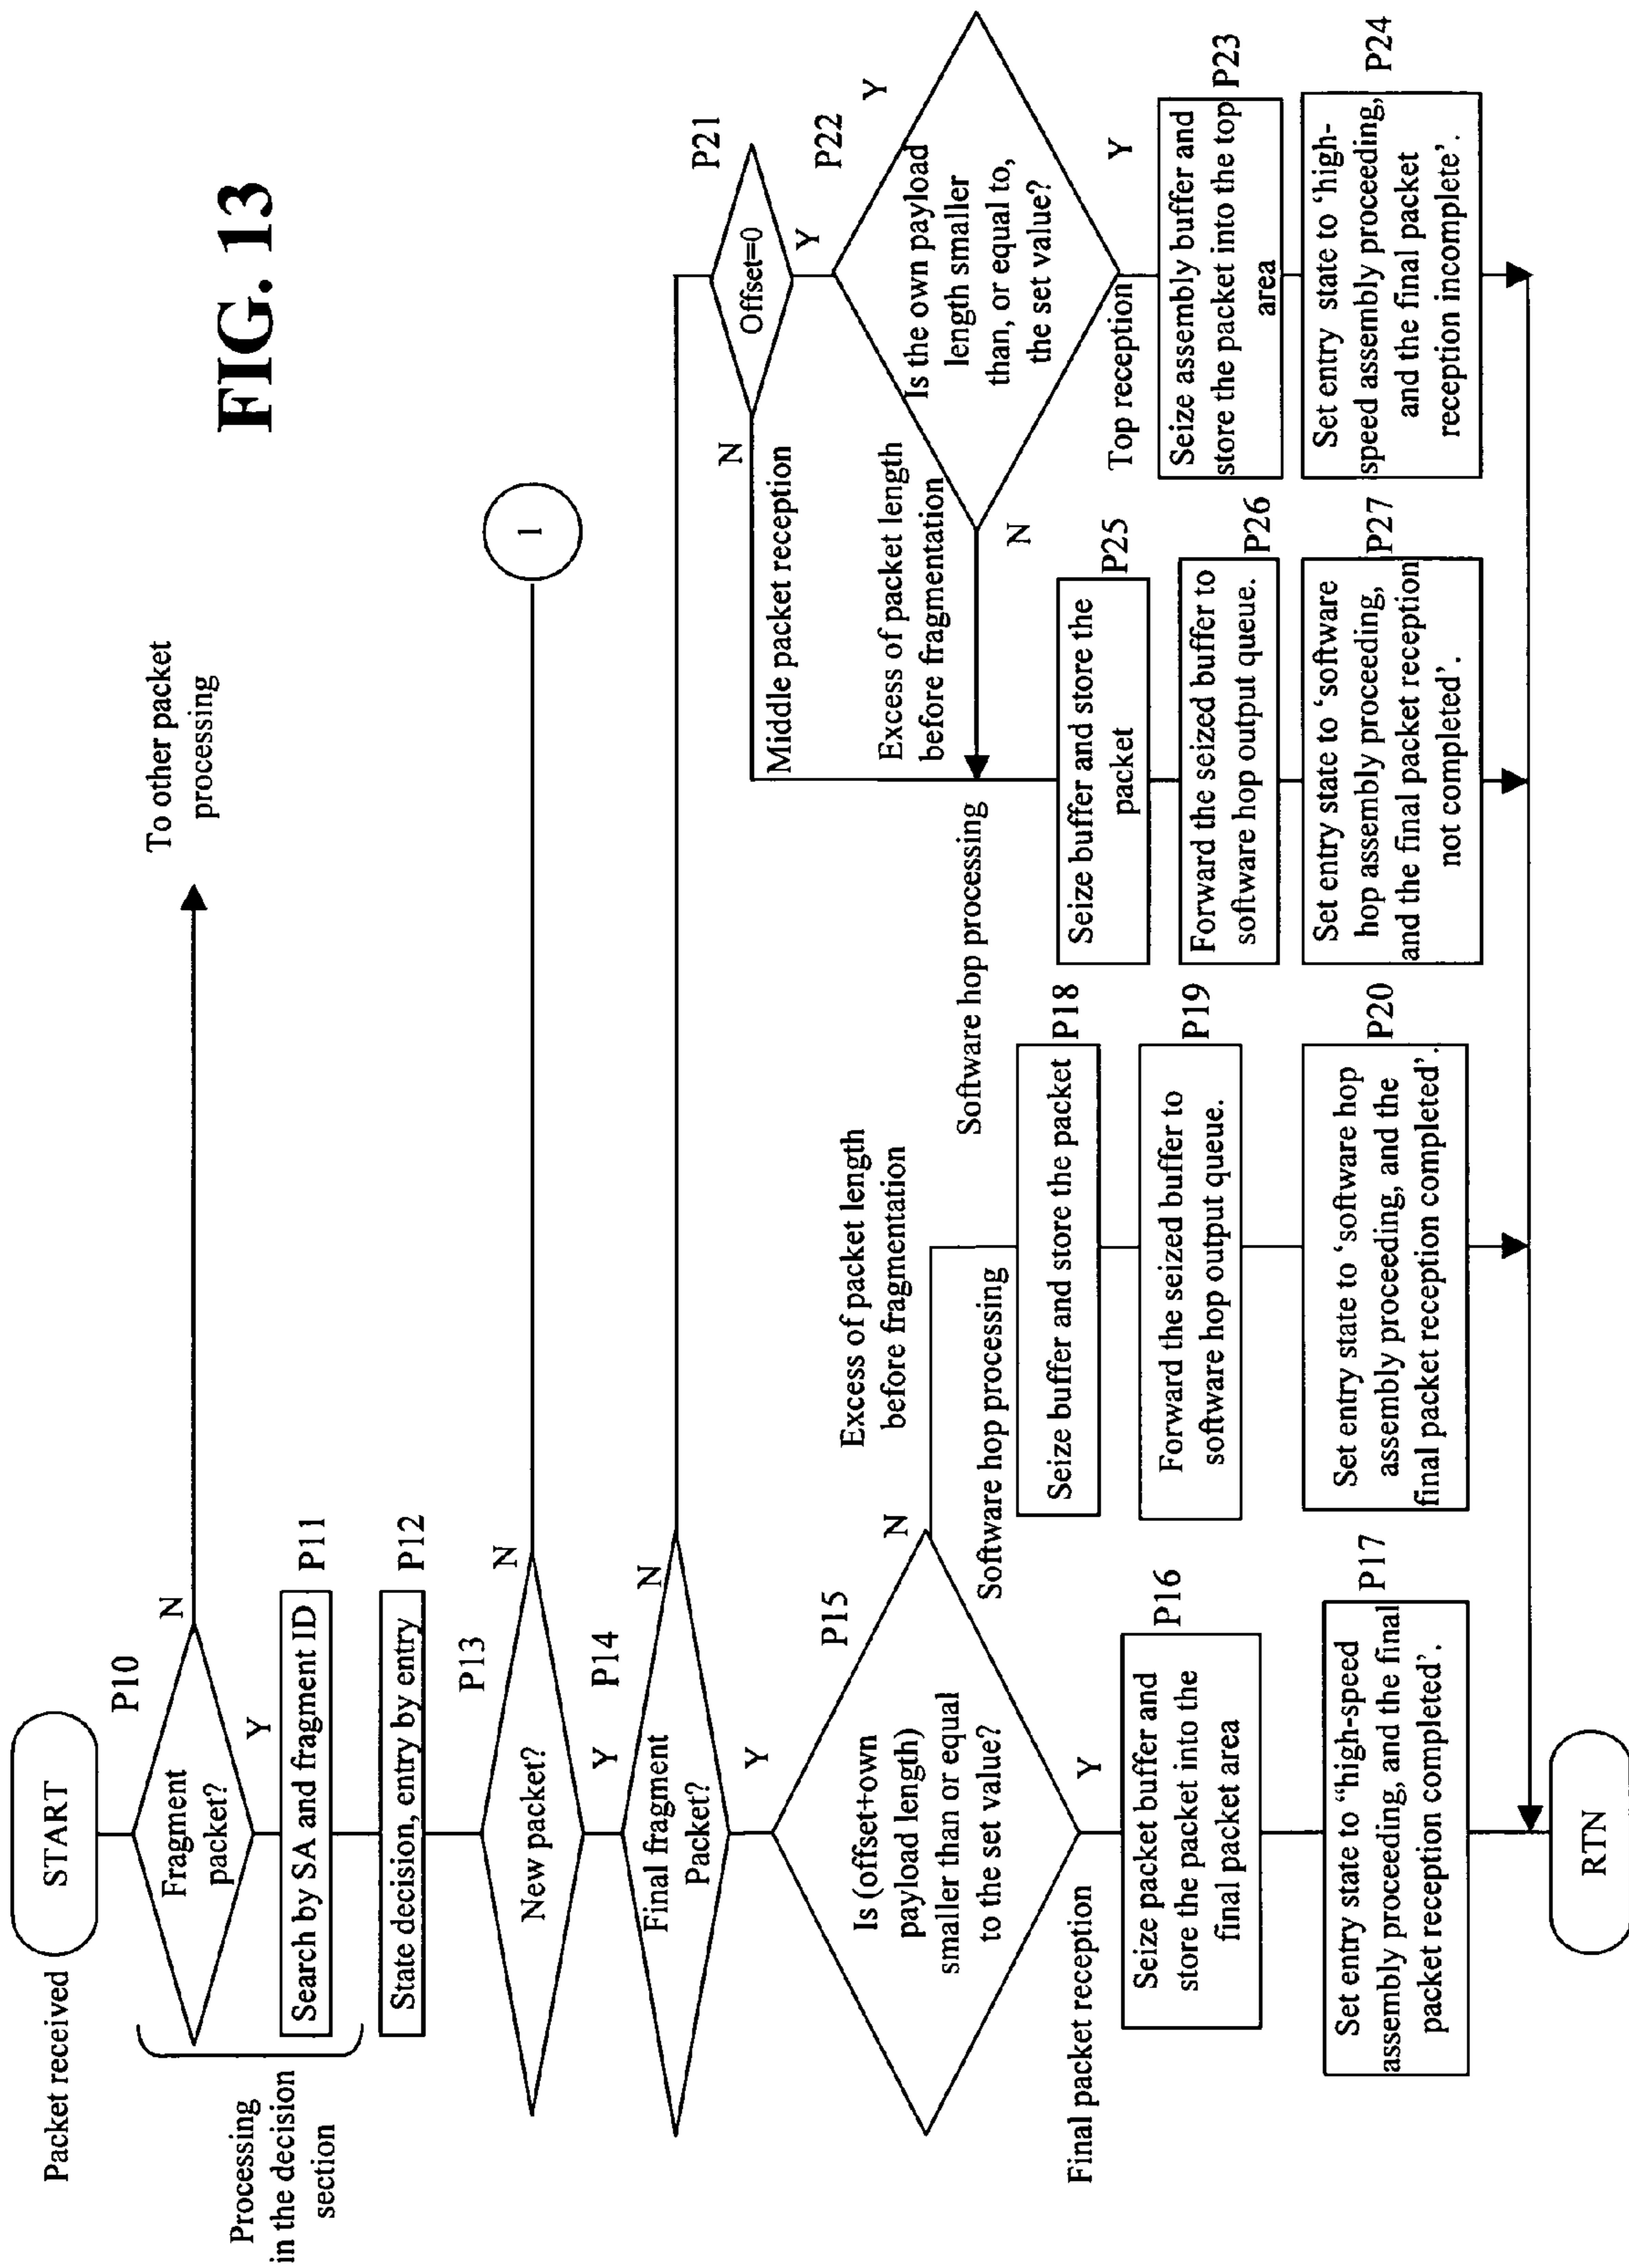 FIG. 13
Packet received
START
P10
Fragment
packet?
N
To other packet
processing
Y
Processing
in the decision
section
Search by SA and fragment ID
P11
State decision, entry by entry
P12
P13
New packet?
N
1
Y
P14
Final fragment
Packet?
N
Y
P15
Is (offset+own
payload length)
smaller than or equal
to the set value?
N
Excess of packet length
before fragmentation
Software hop processing
Y
Final packet reception
Seize packet buffer and
store the packet into the
final packet area
P16
Set entry state to “high-speed
assembly proceeding, and the final
packet reception completed’.
P17
Seize buffer and store the packet
P18
Forward the seized buffer to
software hop output queue.
P19
Set entry state to ‘software hop
assembly proceeding, and the
final packet reception completed’.
P20
P21
Offset=0
N
Middle packet reception
Y
P22
Is the own payload
length smaller
than, or equal to,
the set value?
Y
Excess of packet length
before fragmentation
N
Software hop processing
Top reception
Y
Seize assembly buffer and
store the packet into the top
area
P23
Set entry state to ‘high-
speed assembly proceeding,
and the final packet
reception incomplete’.
P24
Seize buffer and store the
packet
P25
Forward the seized buffer to
software hop output queue.
P26
Set entry state to ‘software
hop assembly proceeding,
and the final packet reception
not completed’.
P27
RTN